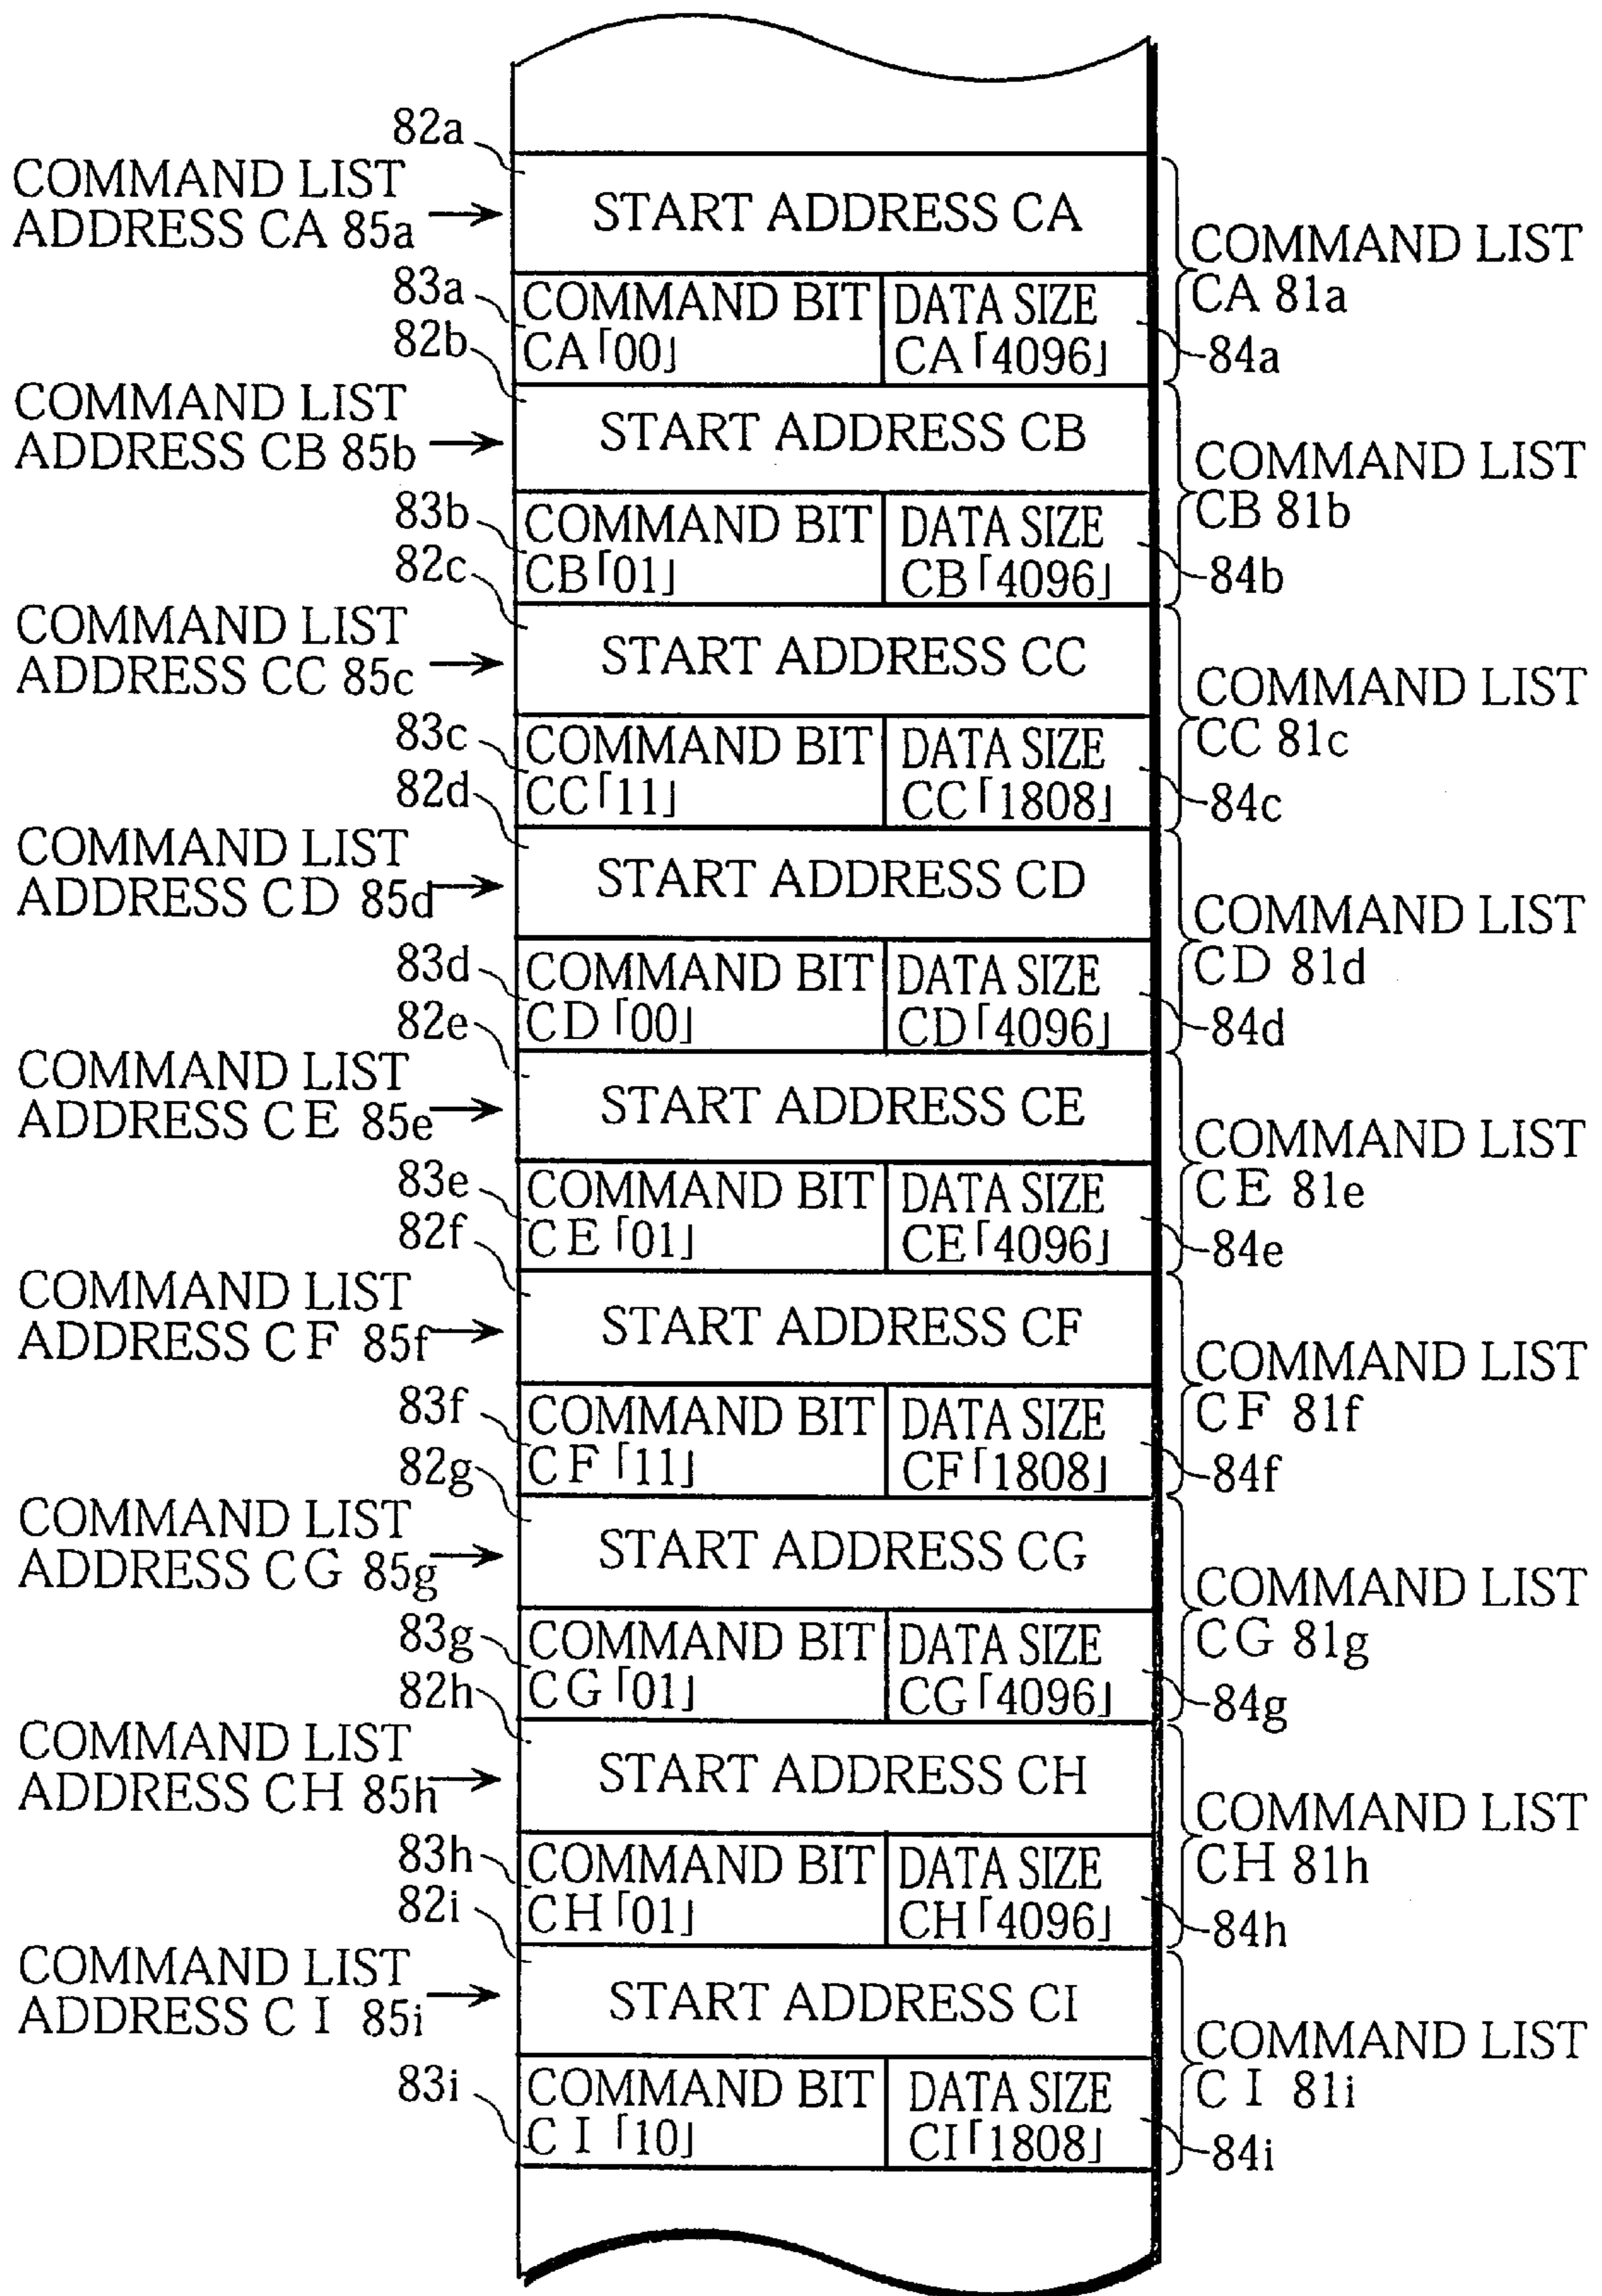 82a
COMMAND LIST
ADDRESS CA 85a
START ADDRESS CA
COMMAND LIST
CA 81a
83a
COMMAND BIT
CA「00」
DATA SIZE
CA「4096」
84a
82b
COMMAND LIST
ADDRESS CB 85b
START ADDRESS CB
COMMAND LIST
CB 81b
83b
COMMAND BIT
CB「01」
DATA SIZE
CB「4096」
84b
82c
COMMAND LIST
ADDRESS CC 85c
START ADDRESS CC
COMMAND LIST
CC 81c
83c
COMMAND BIT
CC「11」
DATA SIZE
CC「1808」
84c
82d
COMMAND LIST
ADDRESS CD 85d
START ADDRESS CD
COMMAND LIST
CD 81d
83d
COMMAND BIT
CD「00」
DATA SIZE
CD「4096」
84d
82e
COMMAND LIST
ADDRESS CE 85e
START ADDRESS CE
COMMAND LIST
CE 81e
83e
COMMAND BIT
CE「01」
DATA SIZE
CE「4096」
84e
82f
COMMAND LIST
ADDRESS CF 85f
START ADDRESS CF
COMMAND LIST
CF 81f
83f
COMMAND BIT
CF「11」
DATA SIZE
CF「1808」
84f
82g
COMMAND LIST
ADDRESS CG 85g
START ADDRESS CG
COMMAND LIST
CG 81g
83g
COMMAND BIT
CG「01」
DATA SIZE
CG「4096」
84g
82h
COMMAND LIST
ADDRESS CH 85h
START ADDRESS CH
COMMAND LIST
CH 81h
83h
COMMAND BIT
CH「01」
DATA SIZE
CH「4096」
84h
82i
COMMAND LIST
ADDRESS CI 85i
START ADDRESS CI
COMMAND LIST
CI 81i
83i
COMMAND BIT
CI「10」
DATA SIZE
CI「1808」
84i